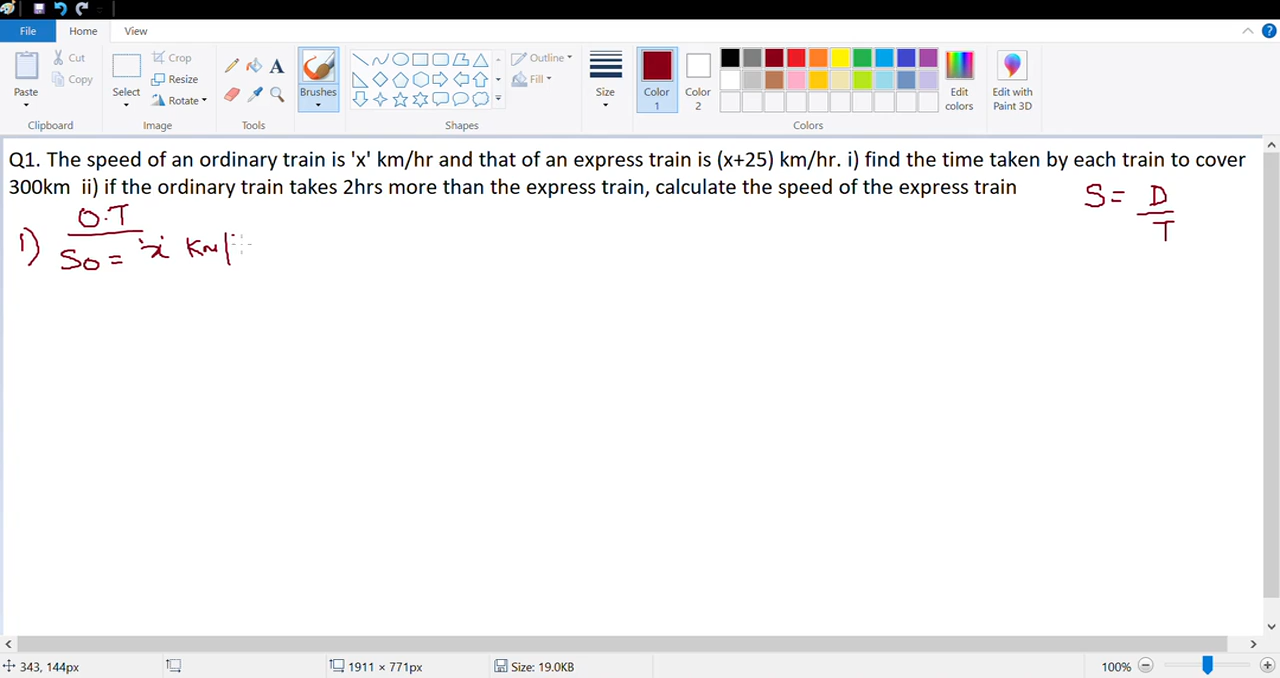 File Home View
Cut
Copy
Paste
Clipboard
Select
Crop
Resize
Rotate
Image
A
Tools
Brushes
Shapes
Outline
Fill
Size
Color 1
Color 2
Colors
Edit colors
Edit with Paint 3D
Q1. The speed of an ordinary train is 'x' km/hr and that of an express train is (x+25) km/hr. i) find the time taken by each train to cover
300km ii) if the ordinary train takes 2hrs more than the express train, calculate the speed of the express train
S = D
T
O.T
i) So = 'x' Km/
343, 144px
1911 × 771px
Size: 19.0KB
100%